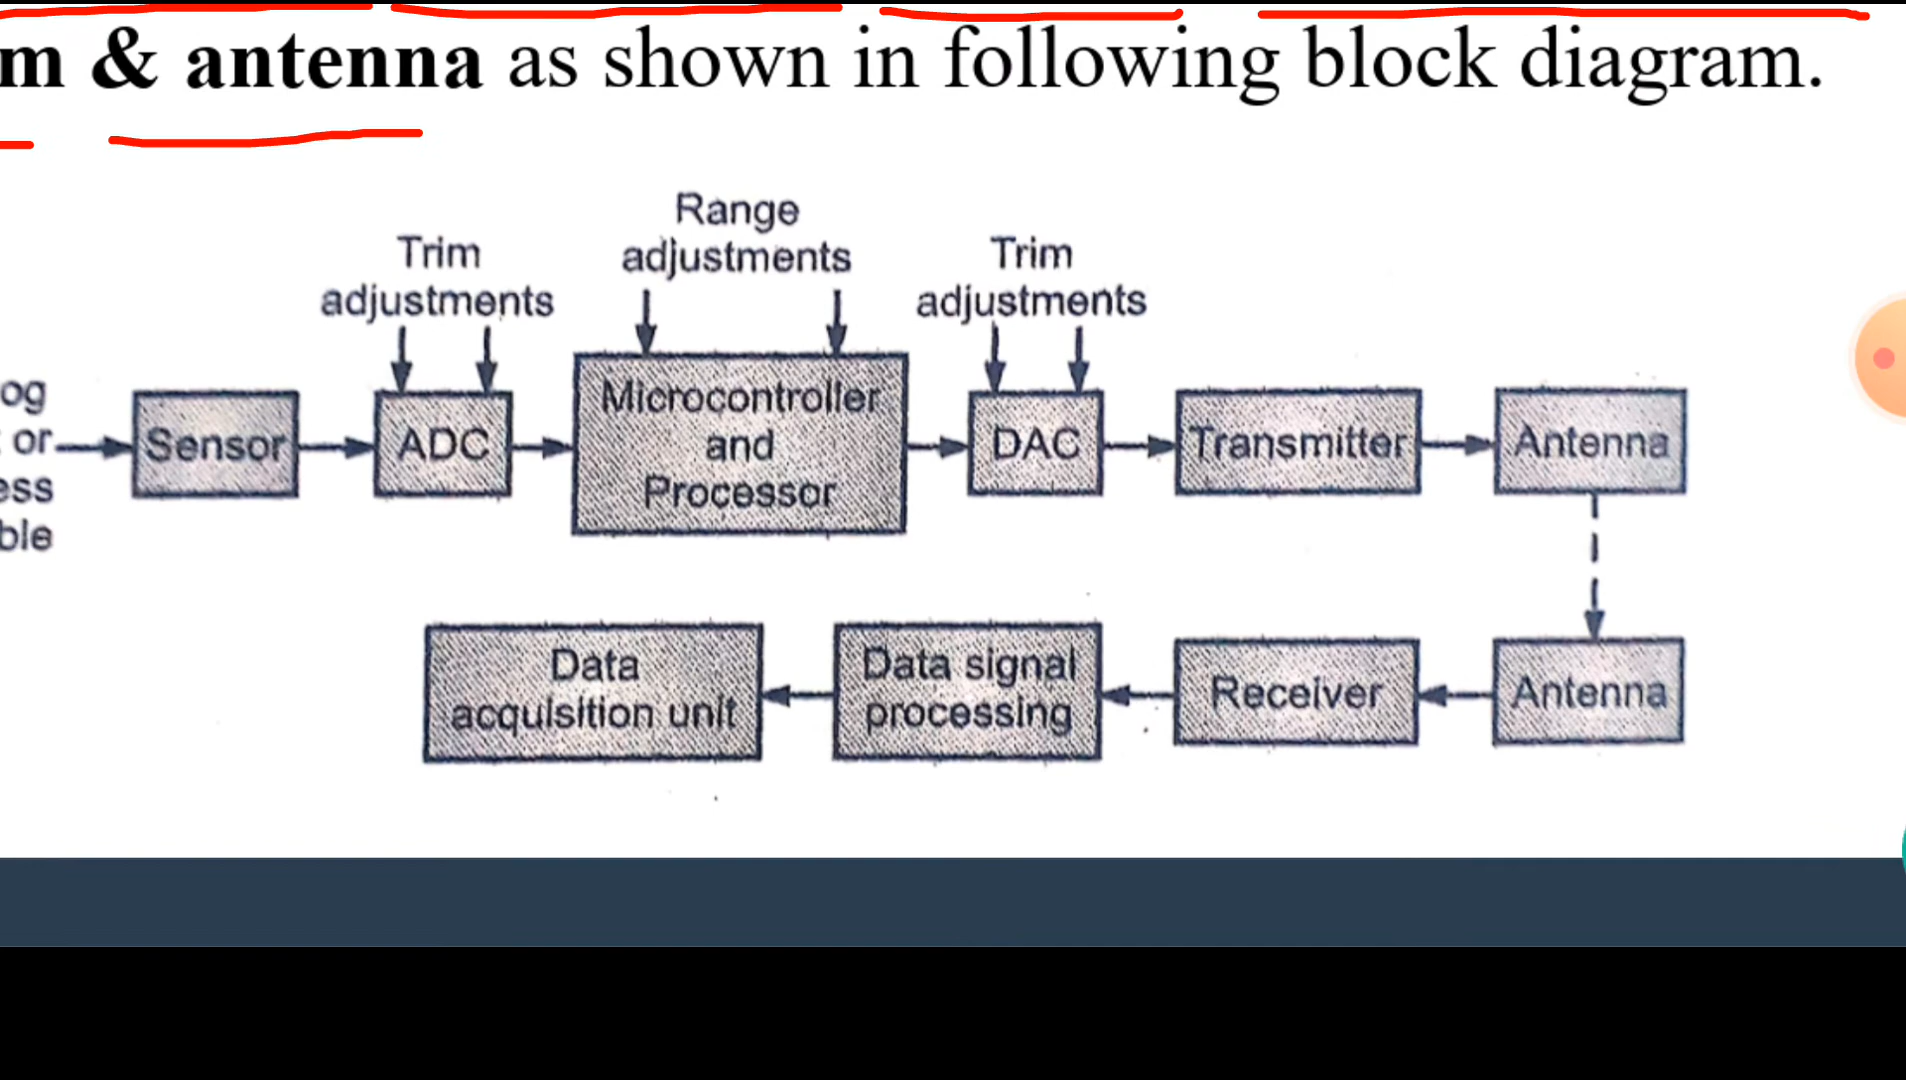 m & antenna as shown in following block diagram.
Range
adjustments
Trim
adjustments
Trim
adjustments
og
or
ess
ble
Sensor
ADC
Microcontroller
and
Processor
DAC
Transmitter
Antenna
Data
acquisition unit
Data signal
processing
Receiver
Antenna